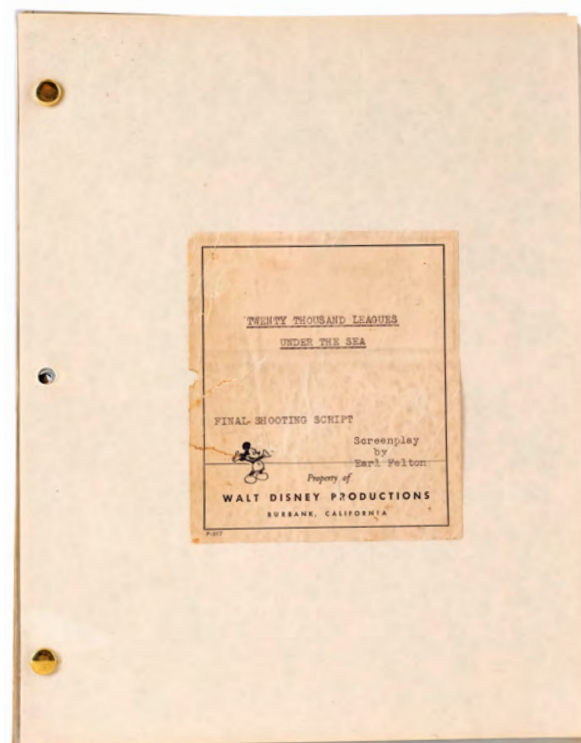 TWENTY THOUSAND LEAGUES
UNDER THE SEA
FINAL SHOOTING SCRIPT
Screenplay
by
Earl Felton
Property of
WALT DISNEY PRODUCTIONS
BURBANK, CALIFORNIA